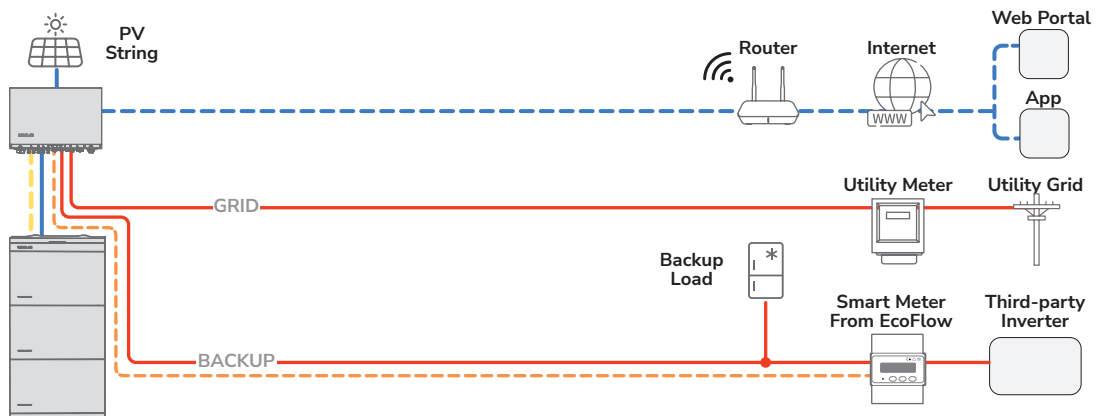 Web Portal
PV
String
Router
Internet
WWW
App
Utility Meter
Utility Grid
GRID
Backup
Load
Smart Meter
From EcoFlow
Third-party
Inverter
BACKUP